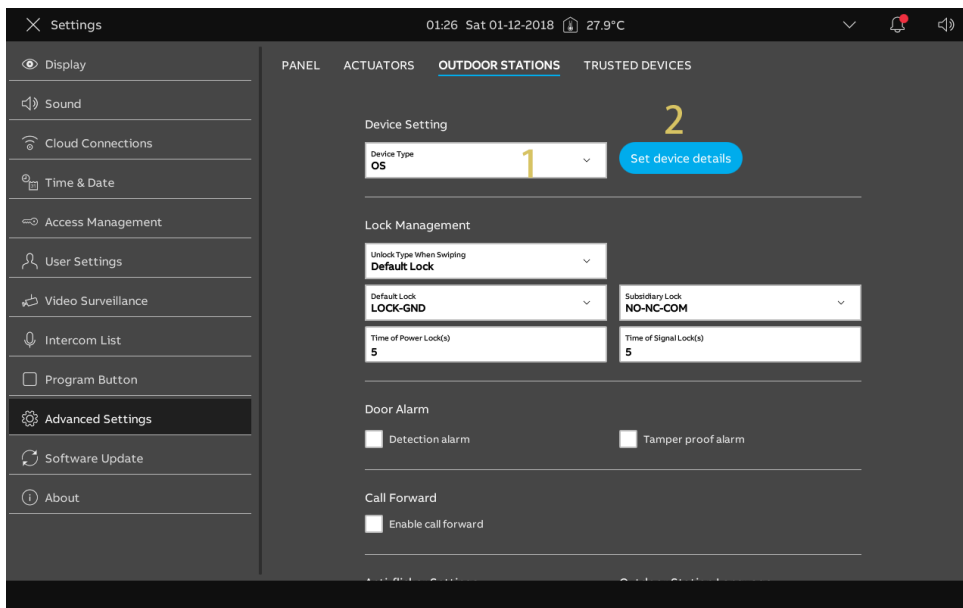 Settings
01:26 Sat 01-12-2018 27.9°C
Display
Sound
Cloud Connections
Time & Date
Access Management
User Settings
Video Surveillance
Intercom List
Program Button
Advanced Settings
Software Update
About
PANEL ACTUATORS OUTDOOR STATIONS TRUSTED DEVICES
Device Setting
2
Device Type
OS
1
Set device details
Lock Management
Unlock Type When Swiping
Default Lock
Default Lock
LOCK-GND
Subsidiary Lock
NO-NC-COM
Time of Power Lock(s)
5
Time of Signal Lock(s)
5
Door Alarm
Detection alarm
Tamper proof alarm
Call Forward
Enable call forward